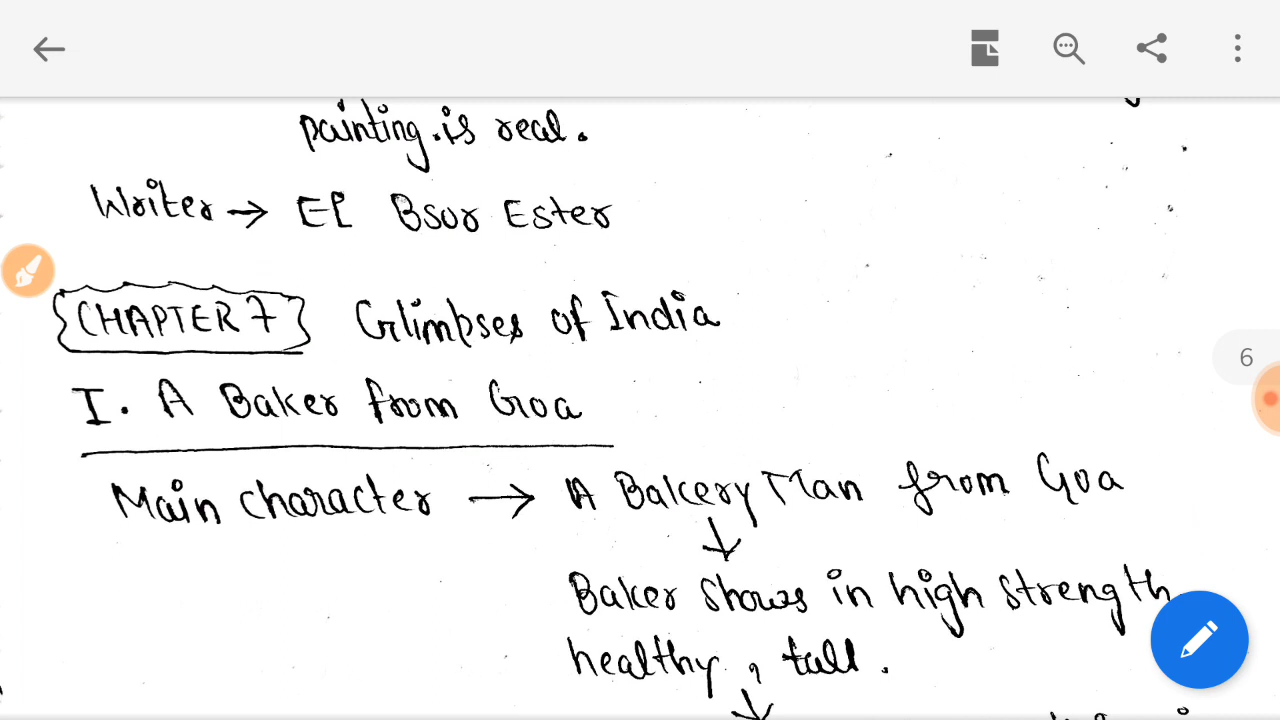 painting.is real.
Writer → El Bsor Ester
CHAPTER 7 Glimpses of India
6
I. A Baker from Goa
Main character → A Bakery Man from Goa
↓
Baker shows in high strength
healthy, tall.
↓